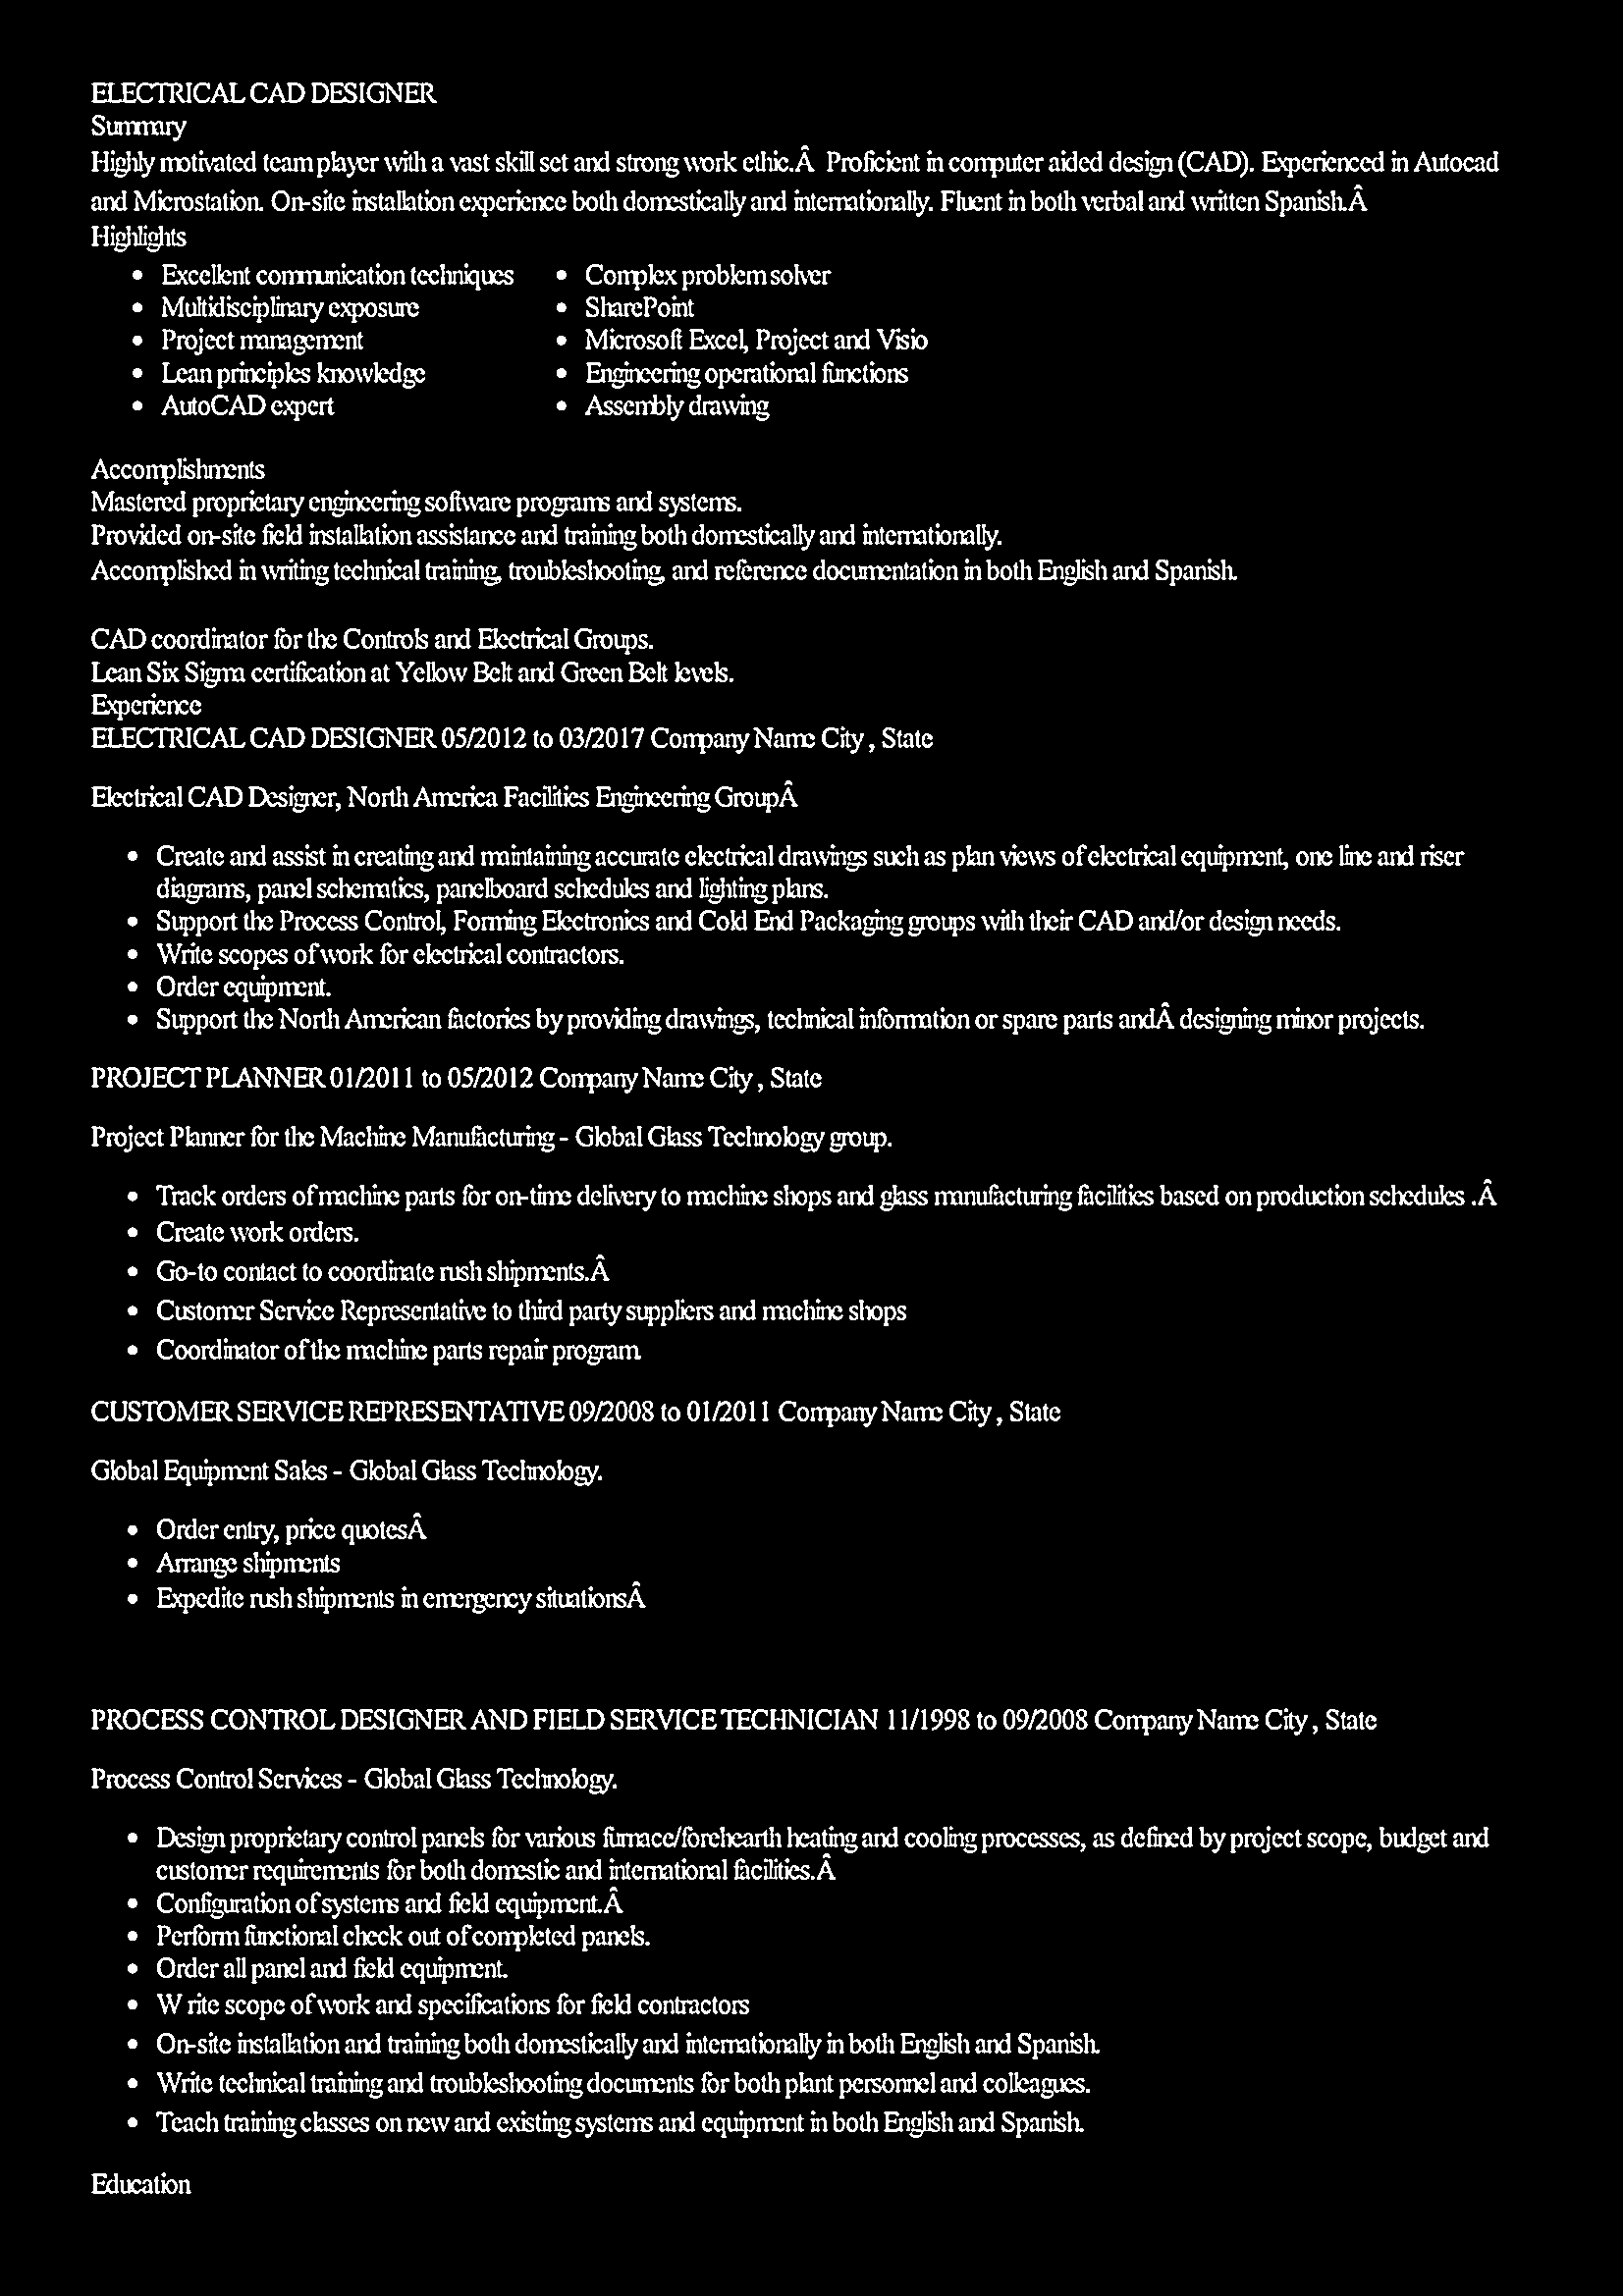 ELECTRICAL CAD DESIGNER
Summary
Highly motivated team player with a vast skill set and strong work ethic.Â  Proficient in computer aided design (CAD). Experienced in Autocad
and Microstation. On-site installation experience both domestically and internationally. Fluent in both verbal and written Spanish.Â
Highlights
• Excellent communication techniques
• Multidisciplinary exposure
• Project management
• Lean principles knowledge
• AutoCAD expert
• Complex problem solver
• SharePoint
• Microsoft Excel, Project and Visio
• Engineering operational functions
• Assembly drawing
Accomplishments
Mastered proprietary engineering software programs and systems.
Provided on-site field installation assistance and training both domestically and internationally.
Accomplished in writing technical training, troubleshooting, and reference documentation in both English and Spanish.
CAD coordinator for the Controls and Electrical Groups.
Lean Six Sigma certification at Yellow Belt and Green Belt levels.
Experience
ELECTRICAL CAD DESIGNER 05/2012 to 03/2017 Company Name City , State
Electrical CAD Designer, North America Facilities Engineering GroupÂ
• Create and assist in creating and maintaining accurate electrical drawings such as plan views of electrical equipment, one line and riser
diagrams, panel schematics, panelboard schedules and lighting plans.
• Support the Process Control, Forming Electronics and Cold End Packaging groups with their CAD and/or design needs.
• Write scopes of work for electrical contractors.
• Order equipment.
• Support the North American factories by providing drawings, technical information or spare parts andÂ designing minor projects.
PROJECT PLANNER 01/2011 to 05/2012 Company Name City , State
Project Planner for the Machine Manufacturing - Global Glass Technology group.
• Track orders of machine parts for on-time delivery to machine shops and glass manufacturing facilities based on production schedules .Â
• Create work orders.
• Go-to contact to coordinate rush shipments.Â
• Customer Service Representative to third party suppliers and machine shops
• Coordinator of the machine parts repair program.
CUSTOMER SERVICE REPRESENTATIVE 09/2008 to 01/2011 Company Name City , State
Global Equipment Sales - Global Glass Technology.
• Order entry, price quotesÂ
• Arrange shipments
• Expedite rush shipments in emergency situationsÂ
PROCESS CONTROL DESIGNER AND FIELD SERVICE TECHNICIAN 11/1998 to 09/2008 Company Name City , State
Process Control Services - Global Glass Technology.
• Design proprietary control panels for various furnace/forehearth heating and cooling processes, as defined by project scope, budget and
customer requirements for both domestic and international facilities.Â
• Configuration of systems and field equipment.Â
• Perform functional check out of completed panels.
• Order all panel and field equipment.
• W rite scope of work and specifications for field contractors
• On-site installation and training both domestically and internationally in both English and Spanish.
• Write technical training and troubleshooting documents for both plant personnel and colleagues.
• Teach training classes on new and existing systems and equipment in both English and Spanish.
Education